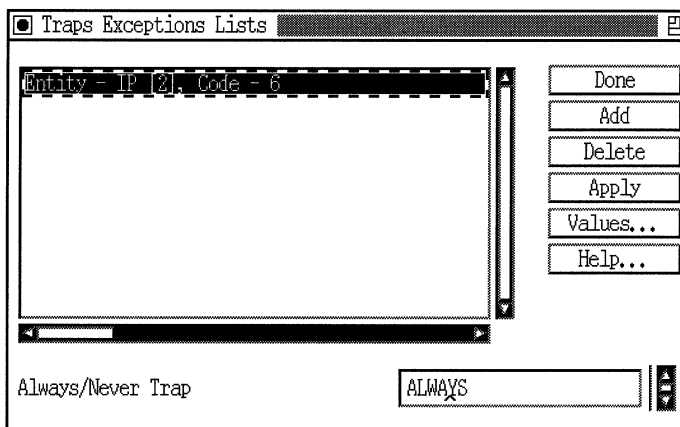 Traps Exceptions Lists
Entity - IP [2], Code - 6
Done
Add
Delete
Apply
Values...
Help...
Always/Never Trap
ALWAYS